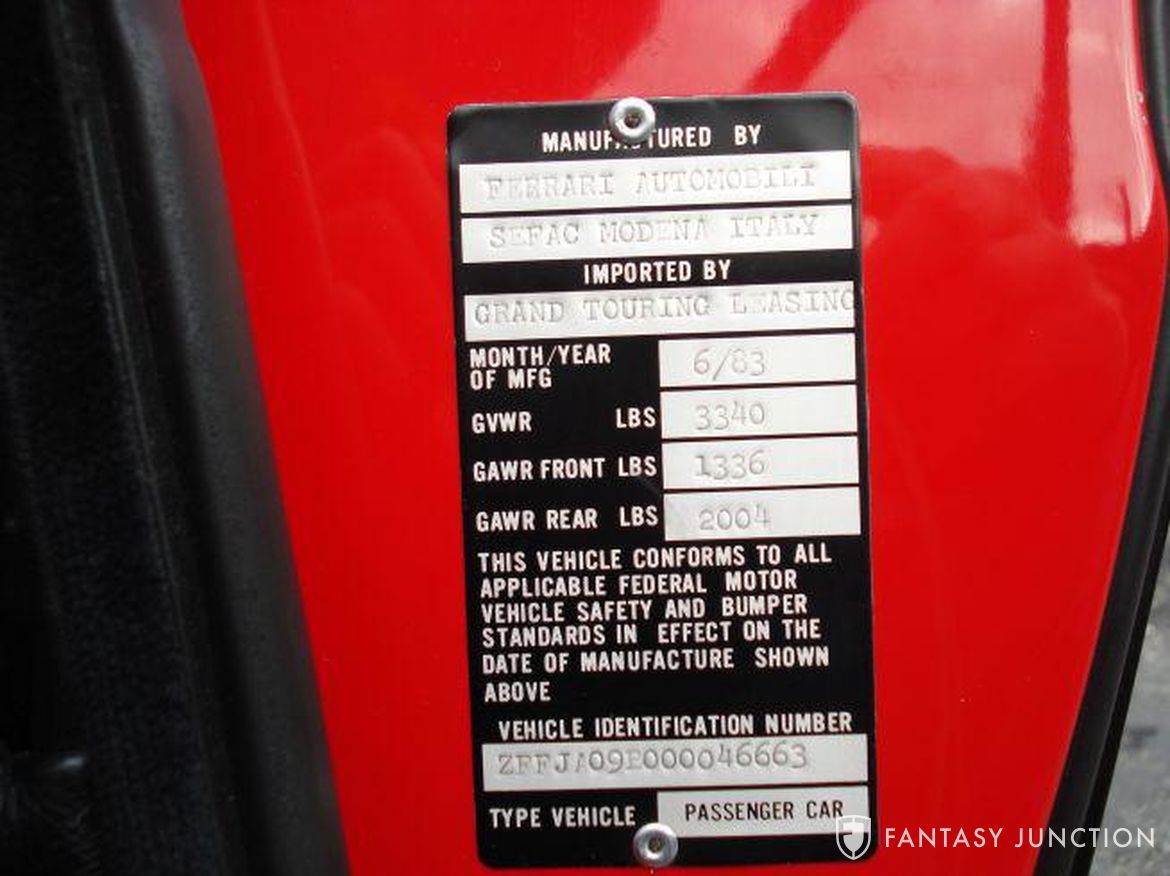 MANUFACTURED BY
FERRARI AUTOMOBILI
SEFAC MODENA ITALY
IMPORTED BY
GRAND TOURING LEASING
MONTH/YEAR OF MFG 6/83
GVWR LBS 3340
GAWR FRONT LBS 1336
GAWR REAR LBS 2004
THIS VEHICLE CONFORMS TO ALL
APPLICABLE FEDERAL MOTOR
VEHICLE SAFETY AND BUMPER
STANDARDS IN EFFECT ON THE
DATE OF MANUFACTURE SHOWN
ABOVE
VEHICLE IDENTIFICATION NUMBER
ZFFJA09B000046663
TYPE VEHICLE PASSENGER CAR
FANTASY JUNCTION